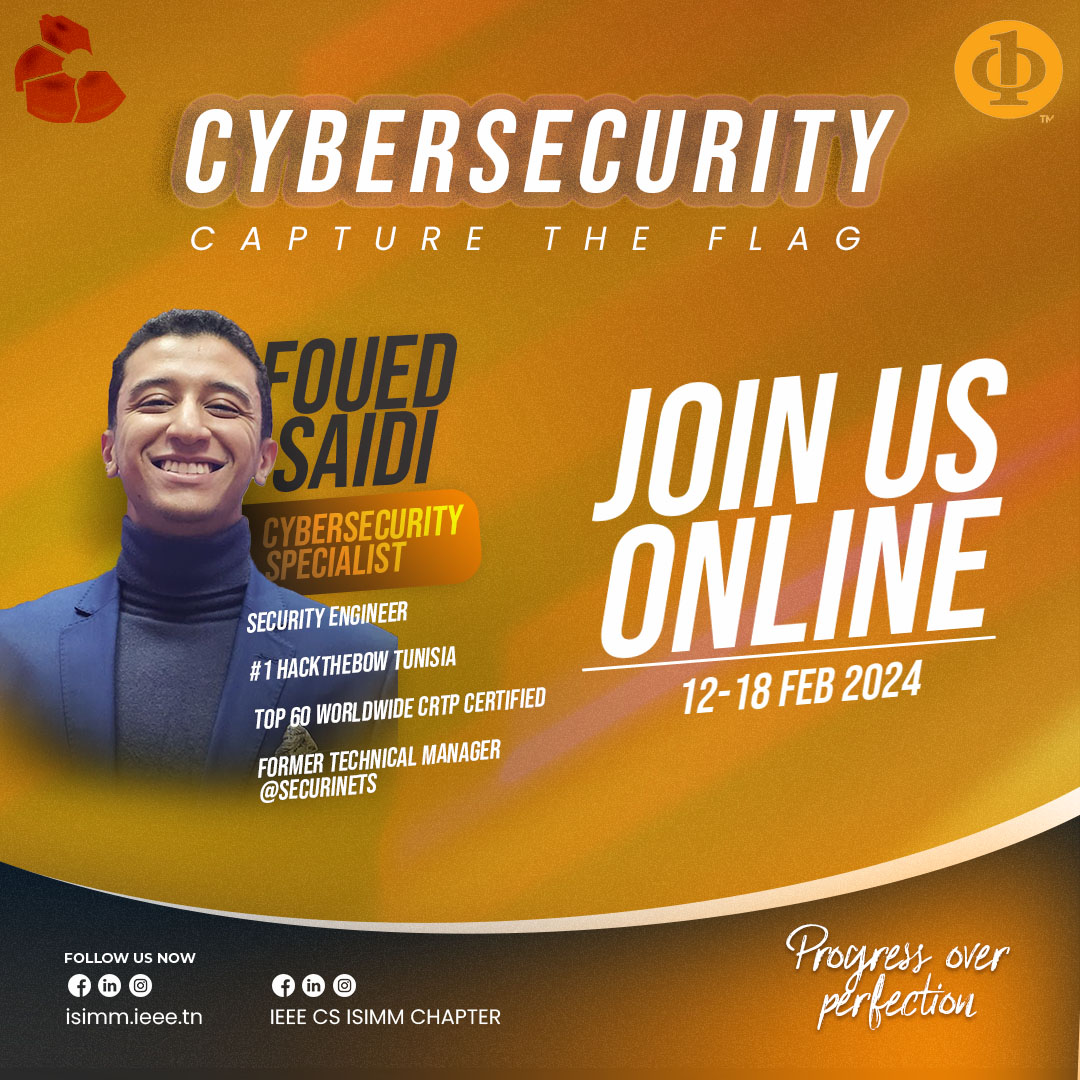 CYBERSECURITY
CAPTURE THE FLAG
FOUED
SAIDI
CYBERSECURITY
SPECIALIST
SECURITY ENGINEER
#1 HACKTHEBOW TUNISIA
TOP 60 WORLDWIDE CRTP CERTIFIED
FORMER TECHNICAL MANAGER
@SECURINETS
JOIN US
ONLINE
12-18 FEB 2024
FOLLOW US NOW
isimm.ieee.tn
IEEE CS ISIMM CHAPTER
Progress over
perfection
TM